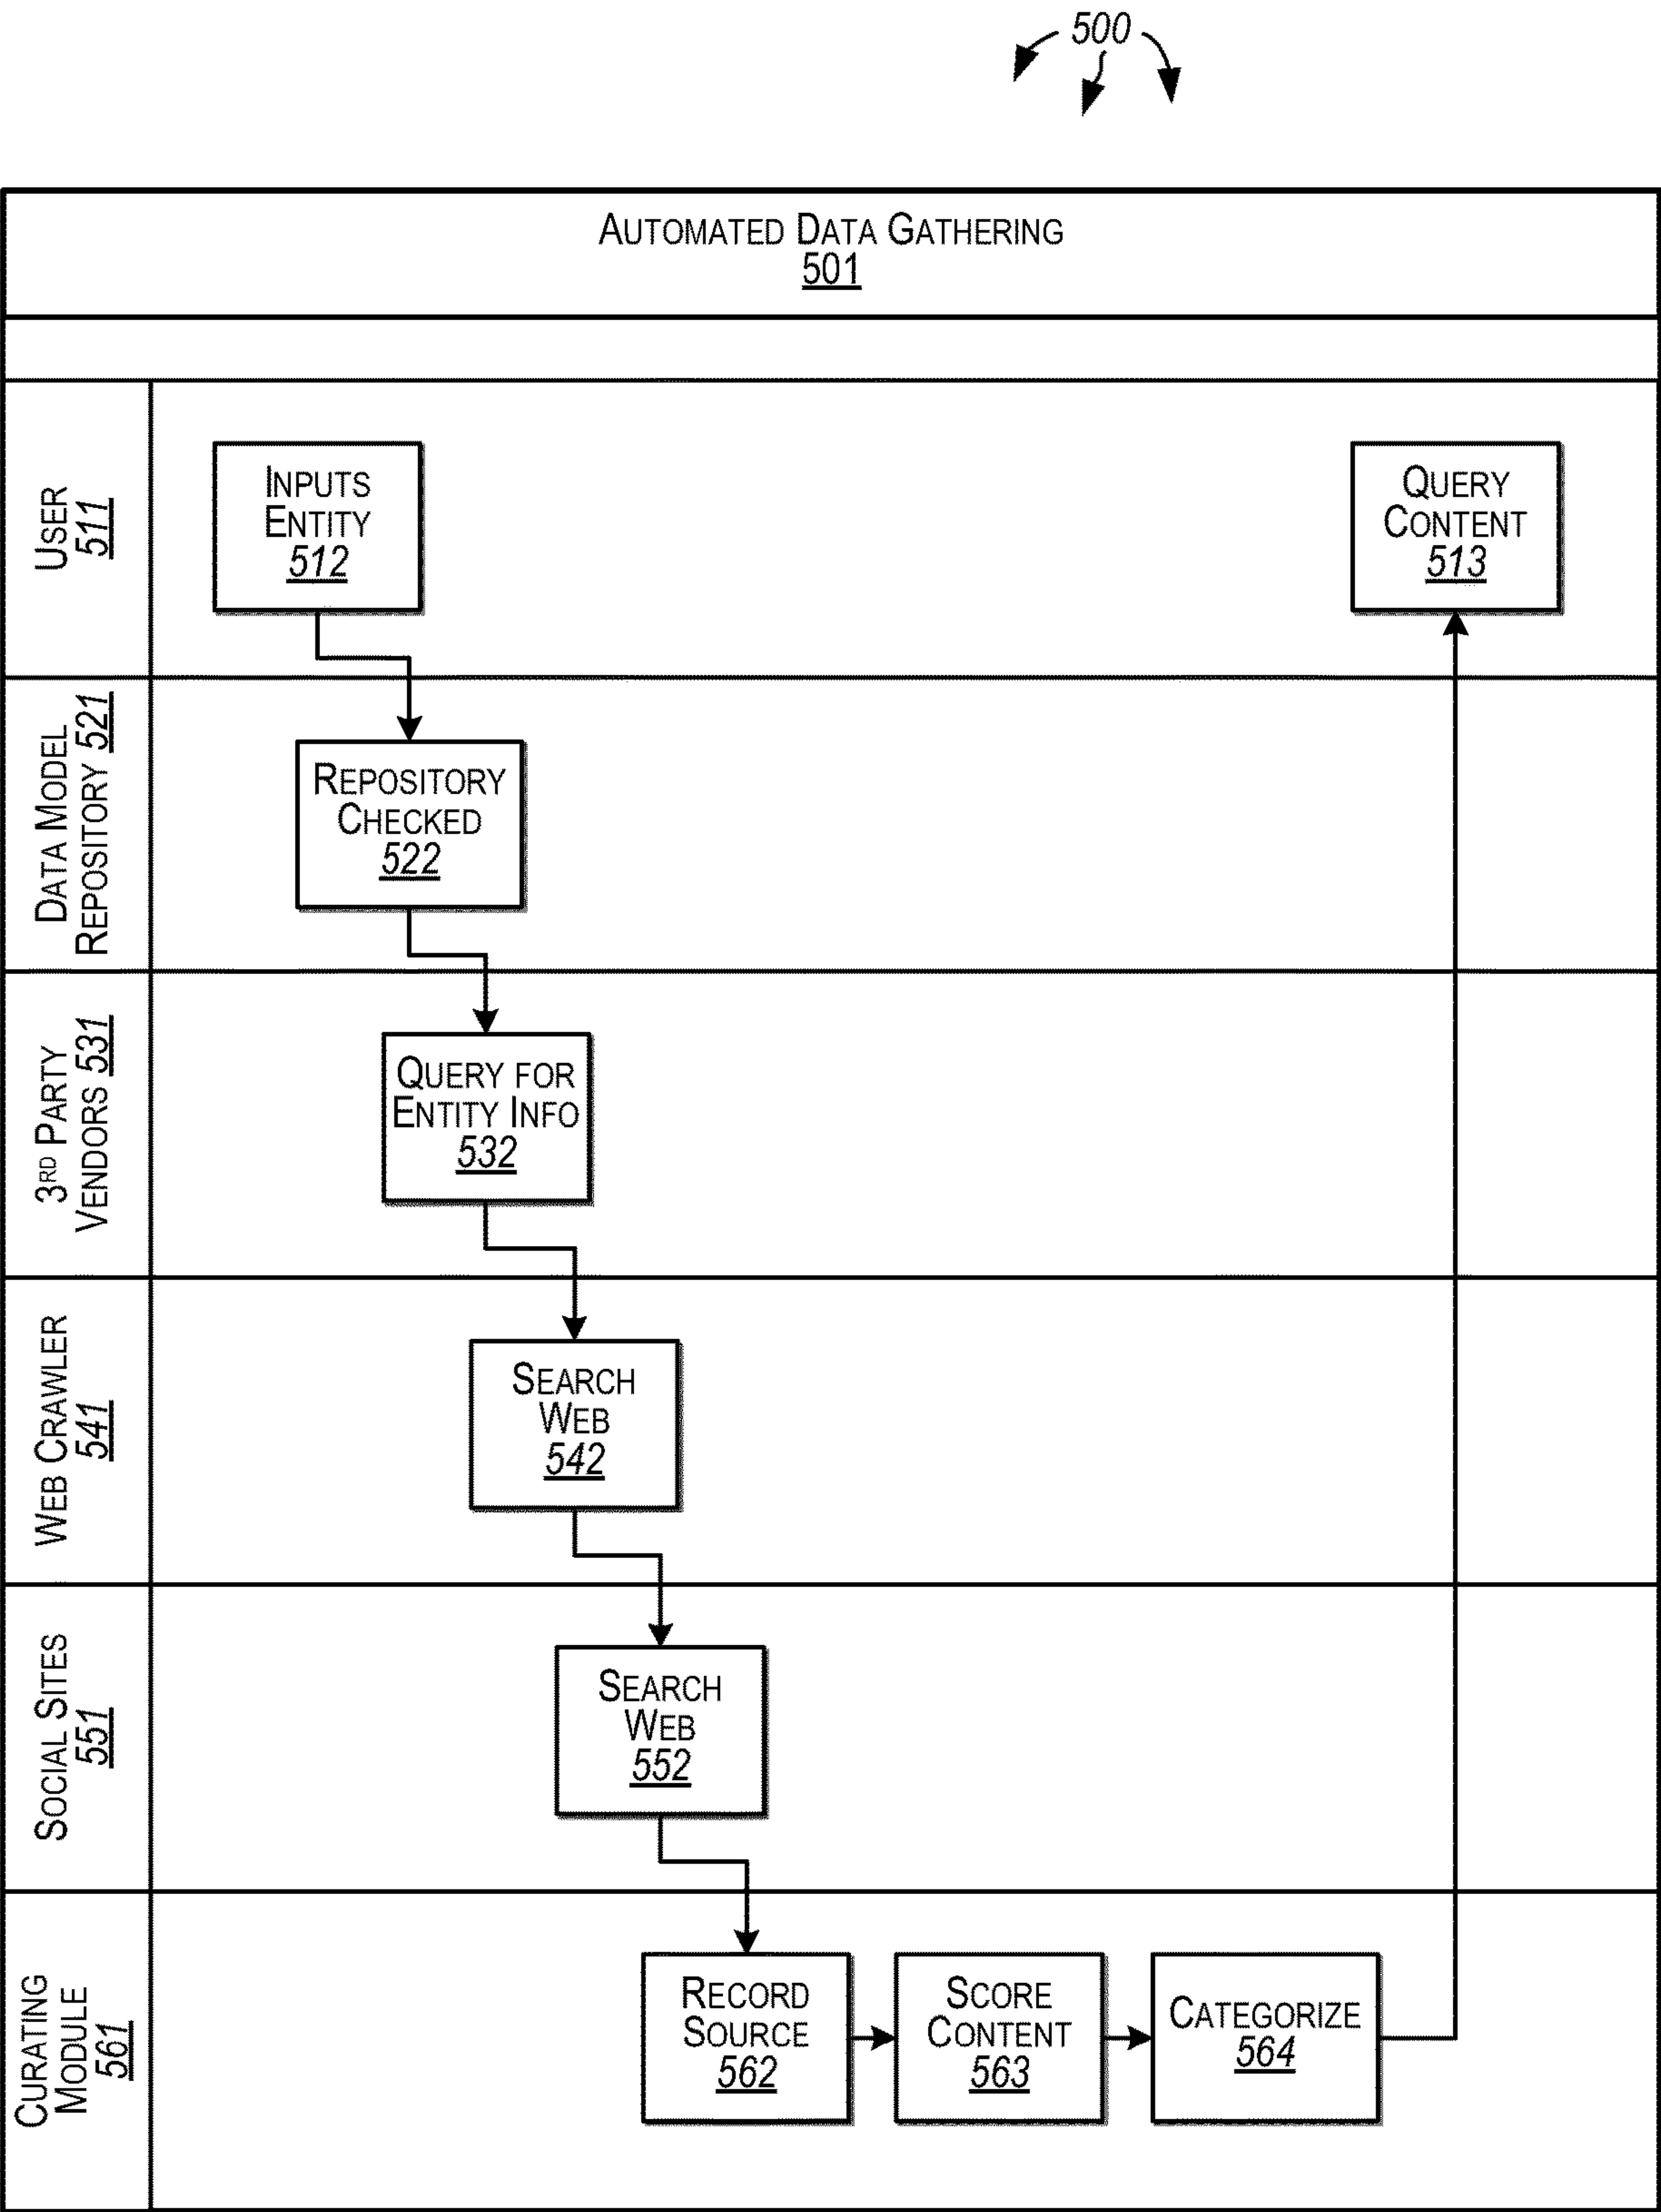 500
AUTOMATED DATA GATHERING
501
USER
511
INPUTS
ENTITY
512
QUERY
CONTENT
513
DATA MODEL
REPOSITORY 521
REPOSITORY
CHECKED
522
3RD PARTY
VENDORS 531
QUERY FOR
ENTITY INFO
532
WEB CRAWLER
541
SEARCH
WEB
542
SOCIAL SITES
551
SEARCH
WEB
552
CURATING
MODULE
561
RECORD
SOURCE
562
SCORE
CONTENT
563
CATEGORIZE
564